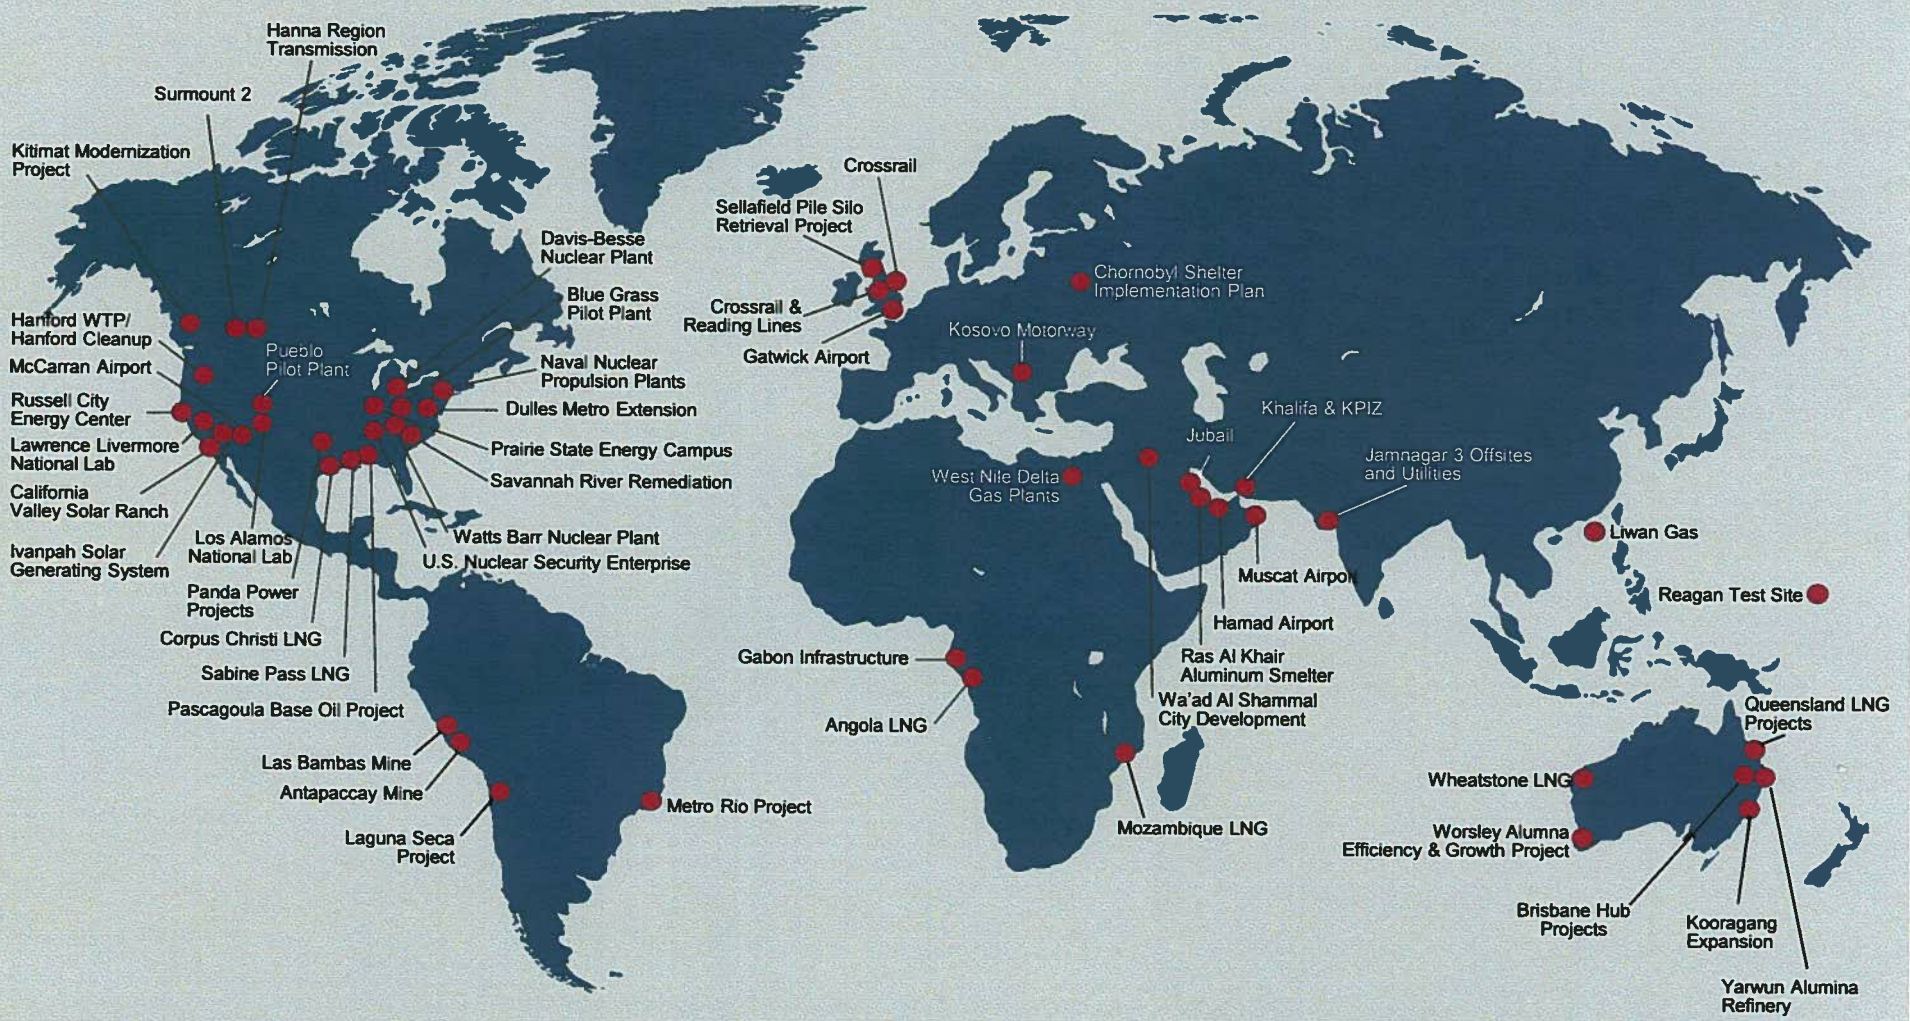 Hanna Region
Transmission
Surmount 2
Kitimat Modernization
Project
Hanford WTP/
Hanford Cleanup
McCarran Airport
Russell City
Energy Center
Lawrence Livermore
National Lab
California
Valley Solar Ranch
Ivanpah Solar
Generating System
Los Alamos
National Lab
Panda Power
Projects
Corpus Christi LNG
Sabine Pass LNG
Pascagoula Base Oil Project
Pueblo
Pilot Plant
Davis-Besse
Nuclear Plant
Blue Grass
Pilot Plant
Naval Nuclear
Propulsion Plants
Dulles Metro Extension
Prairie State Energy Campus
Savannah River Remediation
Watts Barr Nuclear Plant
U.S. Nuclear Security Enterprise
Las Bambas Mine
Antapaccay Mine
Laguna Seca
Project
Metro Rio Project
Crossrail
Sellafield Pile Silo
Retrieval Project
Crossrail &
Reading Lines
Gatwick Airport
Chornobyl Shelter
Implementation Plan
Kosovo Motorway
West Nile Delta
Gas Plants
Jubail
Khalifa & KPIZ
Jamnagar 3 Offsites
and Utilities
Muscat Airport
Hamad Airport
Ras Al Khair
Aluminum Smelter
Wa'ad Al Shammal
City Development
Gabon Infrastructure
Angola LNG
Mozambique LNG
Liwan Gas
Reagan Test Site
Queensland LNG
Projects
Wheatstone LNG
Worsley Alumna
Efficiency & Growth Project
Brisbane Hub
Projects
Kooragang
Expansion
Yarwun Alumina
Refinery